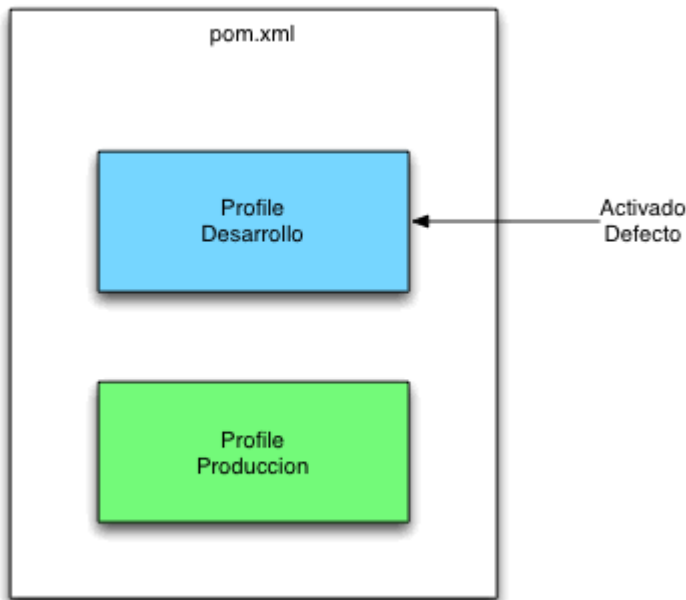 pom.xml
Profile
Desarrollo
Activado
Defecto
Profile
Produccion